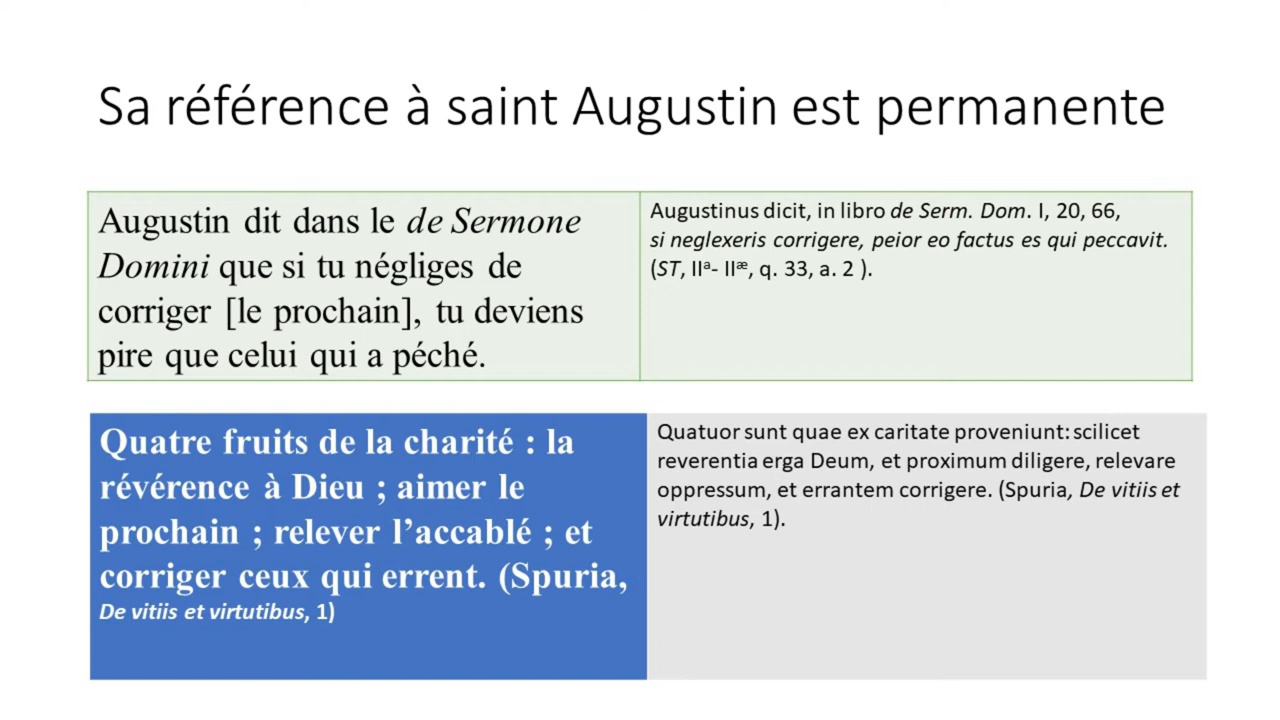 Sa référence à saint Augustin est permanente
Augustin dit dans le de Sermone
Domini que si tu négliges de
corriger [le prochain], tu deviens
pire que celui qui a péché.
Augustinus dicit, in libro de Serm. Dom. I, 20, 66,
si neglexeris corrigere, peior eo factus es qui peccavit.
(ST, IIª- IIæ, q. 33, a. 2 ).
Quatre fruits de la charité : la
révérence à Dieu ; aimer le
prochain ; relever l’accablé ; et
corriger ceux qui errent. (Spuria,
De vitiis et virtutibus, 1)
Quatuor sunt quae ex caritate proveniunt: scilicet
reverentia erga Deum, et proximum diligere, relevare
oppressum, et errantem corrigere. (Spuria, De vitiis et
virtutibus, 1).